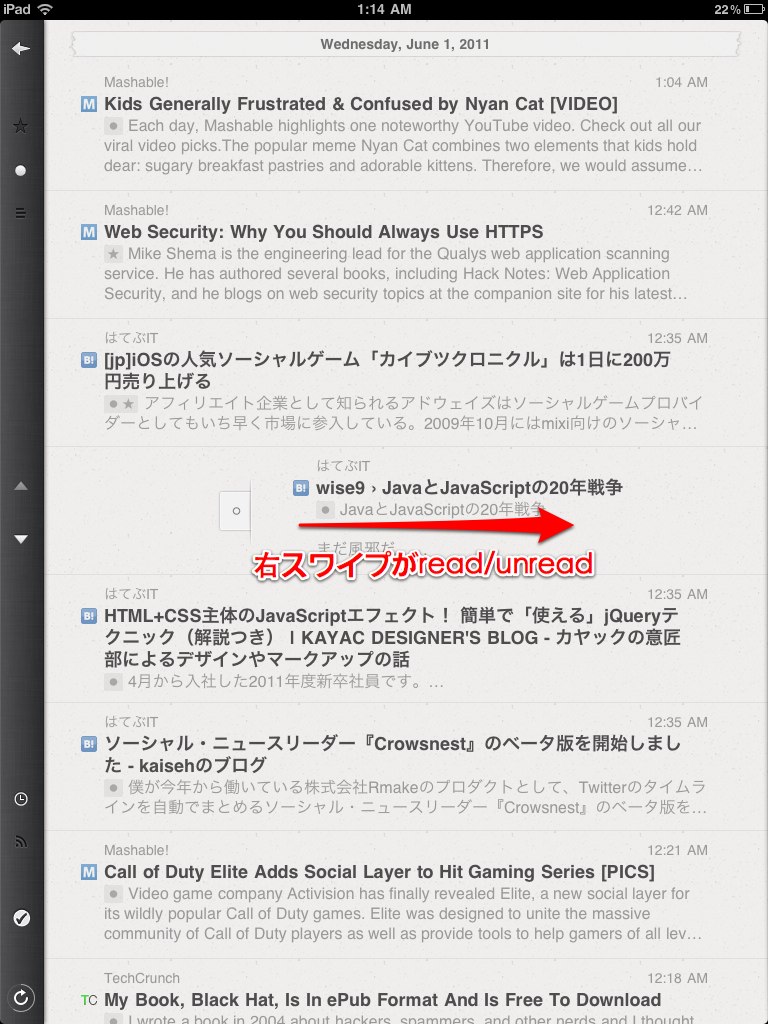 iPad 1:14 AM 22%
Wednesday, June 1, 2011
Mashable! 1:04 AM
M Kids Generally Frustrated & Confused by Nyan Cat [VIDEO]
Each day, Mashable highlights one noteworthy YouTube video. Check out all our
viral video picks.The popular meme Nyan Cat combines two elements that kids hold
dear: sugary breakfast pastries and adorable kittens. Therefore, we would assume…
Mashable! 12:42 AM
M Web Security: Why You Should Always Use HTTPS
★ Mike Shema is the engineering lead for the Qualys web application scanning
service. He has authored several books, including Hack Notes: Web Application
Security, and he blogs on web security topics at the companion site for his latest…
はてぶIT 12:35 AM
B! [jp]iOSの人気ソーシャルゲーム「カイブツクロニクル」は1日に200万
円売り上げる
★ アフィリエイト企業として知られるアドウェイズはソーシャルゲームプロバイ
ダーとしてもいち早く市場に参入している。2009年10月にはmixi向けのソーシャ…
はてぶIT
B! wise9 › JavaとJavaScriptの20年戦争
JavaとJavaScriptの20年戦争
まだ風邪だ……
右スワイプがread/unread
はてぶIT 12:35 AM
B! HTML+CSS主体のJavaScriptエフェクト！ 簡単で「使える」jQueryテ
クニック（解説つき） | KAYAC DESIGNER'S BLOG - カヤックの意匠
部によるデザインやマークアップの話
4月から入社した2011年度新卒社員です。…
はてぶIT 12:35 AM
B! ソーシャル・ニュースリーダー『Crowsnest』のベータ版を開始しまし
た - kaisehのブログ
僕が今年から働いている株式会社Rmakeのプロダクトとして、Twitterのタイムラ
インを自動でまとめるソーシャル・ニュースリーダー『Crowsnest』のベータ版を…
Mashable! 12:21 AM
M Call of Duty Elite Adds Social Layer to Hit Gaming Series [PICS]
Video game company Activision has finally revealed Elite, a new social layer for
its wildly popular Call of Duty games. Elite was designed to unite the massive
community of Call of Duty players as well as provide tools to help gamers of all lev…
TechCrunch 12:18 AM
TC My Book, Black Hat, Is In ePub Format And Is Free To Download
I wrote a book in 2004 about hackers, spammers, and other nerds and I thought